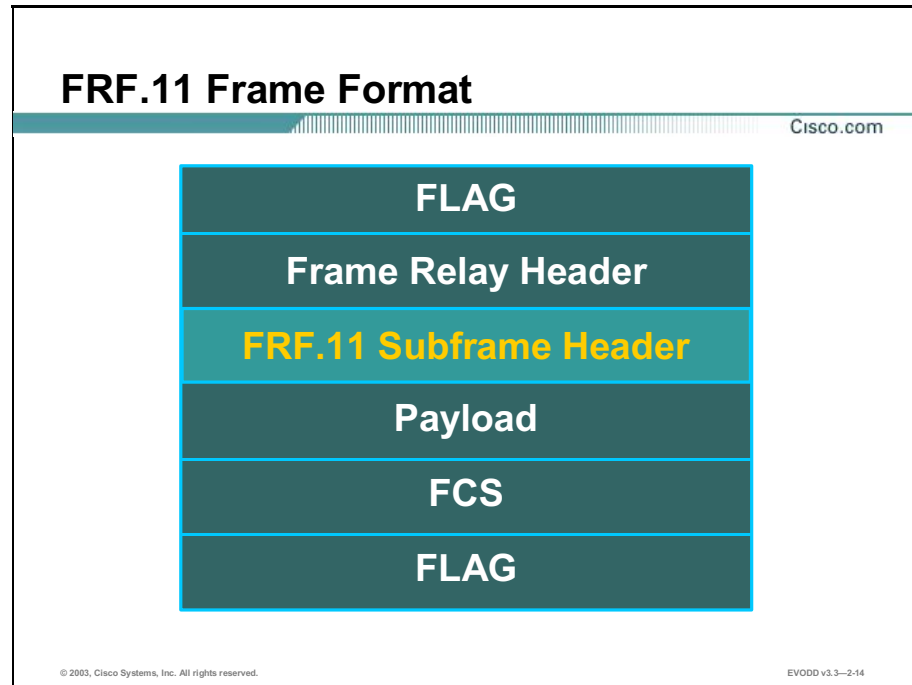 FRF.11 Frame Format
Cisco.com
FLAG
Frame Relay Header
FRF.11 Subframe Header
Payload
FCS
FLAG
© 2003, Cisco Systems, Inc. All rights reserved.
EVODD v3.3—2-14